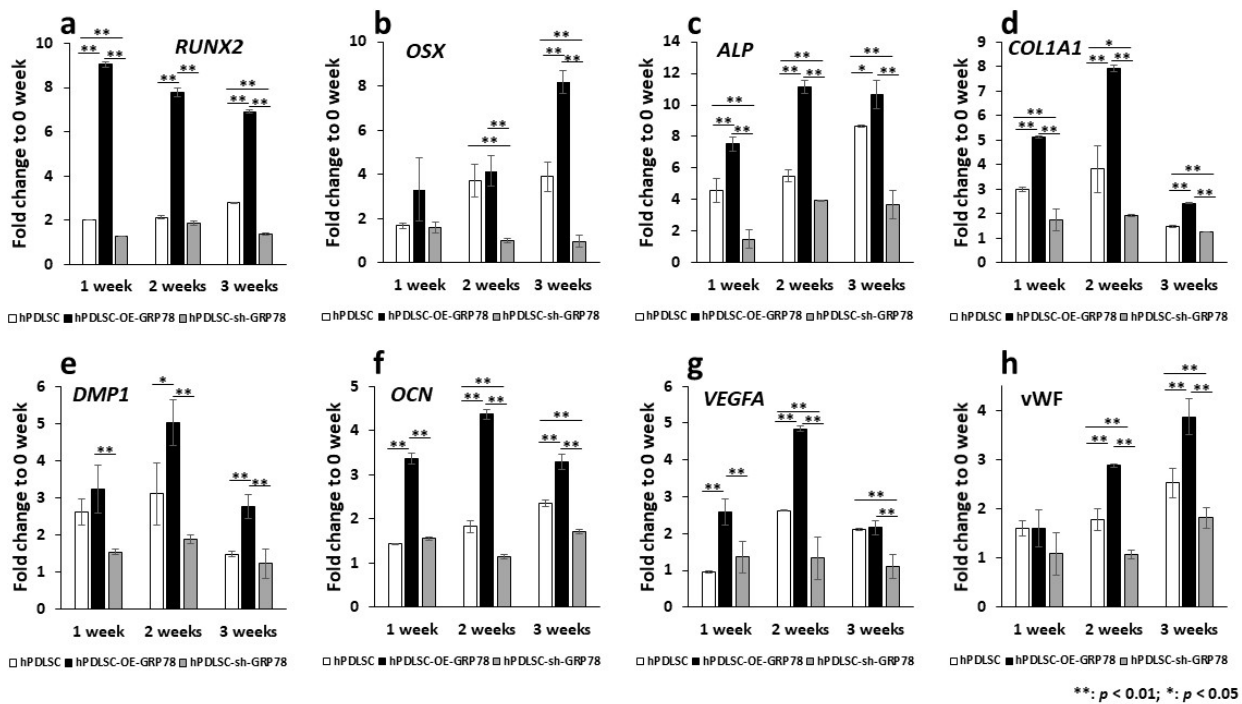 a
RUNX2
** ** **
** **
** ** **
Fold change to 0 week
10
8
6
4
2
0
1 week 2 weeks 3 weeks
hPDLSC hPDLSC-OE-GRP78 hPDLSC-sh-GRP78
b
OSX
** **
** ** **
Fold change to 0 week
10
8
6
4
2
0
1 week 2 weeks 3 weeks
hPDLSC hPDLSC-OE-GRP78 hPDLSC-sh-GRP78
c
ALP
** ** **
** ** **
** * **
Fold change to 0 week
16
14
12
10
8
6
4
2
0
1 week 2 weeks 3 weeks
hPDLSC hPDLSC-OE-GRP78 hPDLSC-sh-GRP78
d
COL1A1
** ** **
* ** **
** ** **
Fold change to 0 week
9
8
7
6
5
4
3
2
1
0
1 week 2 weeks 3 weeks
hPDLSC hPDLSC-OE-GRP78 hPDLSC-sh-GRP78
e
DMP1
**
* **
** **
Fold change to 0 week
6
5
4
3
2
1
0
1 week 2 weeks 3 weeks
hPDLSC hPDLSC-OE-GRP78 hPDLSC-sh-GRP78
f
OCN
** **
** ** **
** ** **
Fold change to 0 week
5
4
3
2
1
0
1 week 2 weeks 3 weeks
hPDLSC hPDLSC-OE-GRP78 hPDLSC-sh-GRP78
g
VEGFA
** **
** ** **
** **
Fold change to 0 week
6
5
4
3
2
1
0
1 week 2 weeks 3 weeks
hPDLSC hPDLSC-OE-GRP78 hPDLSC-sh-GRP78
h
vWF
** ** **
** ** **
Fold change to 0 week
5
4
3
2
1
0
1 week 2 weeks 3 weeks
hPDLSC hPDLSC-OE-GRP78 hPDLSC-sh-GRP78
**: p < 0.01; *: p < 0.05